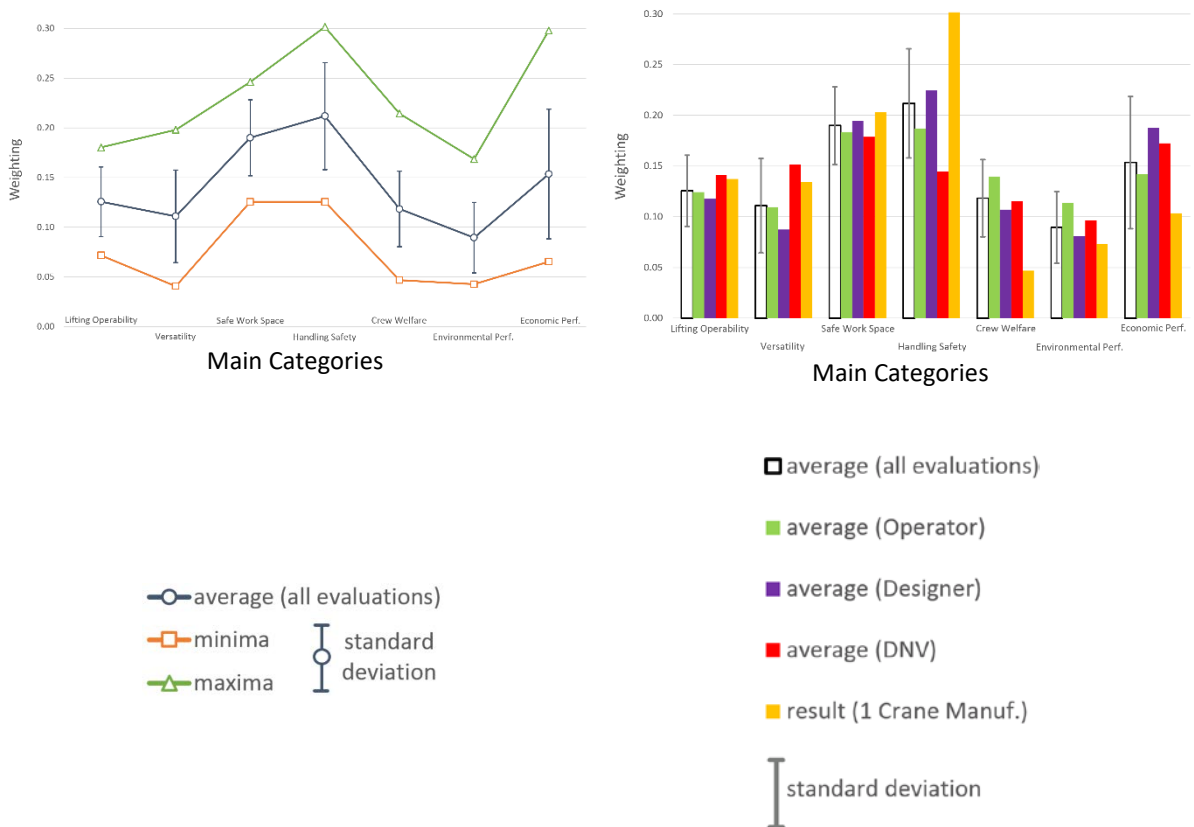 0.30
0.25
0.20
0.15
0.10
0.05
0.00
Weighting
Lifting Operability
Versatility
Safe Work Space
Handling Safety
Crew Welfare
Environmental Perf.
Economic Perf.
Main Categories
average (all evaluations)
minima
maxima
standard
deviation
0.30
0.25
0.20
0.15
0.10
0.05
0.00
Weighting
Lifting Operability
Versatility
Safe Work Space
Handling Safety
Crew Welfare
Environmental Perf.
Economic Perf.
Main Categories
average (all evaluations)
average (Operator)
average (Designer)
average (DNV)
result (1 Crane Manuf.)
standard deviation